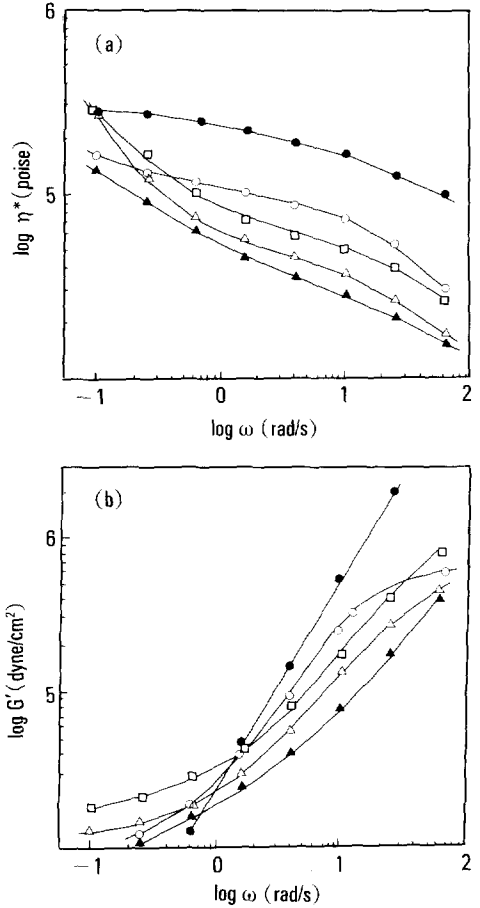 6
(a)
5
log η* (poise)
−1 0 1 2
log ω (rad/s)
(b)
6
5
log G′ (dyne/cm²)
−1 0 1 2
log ω (rad/s)